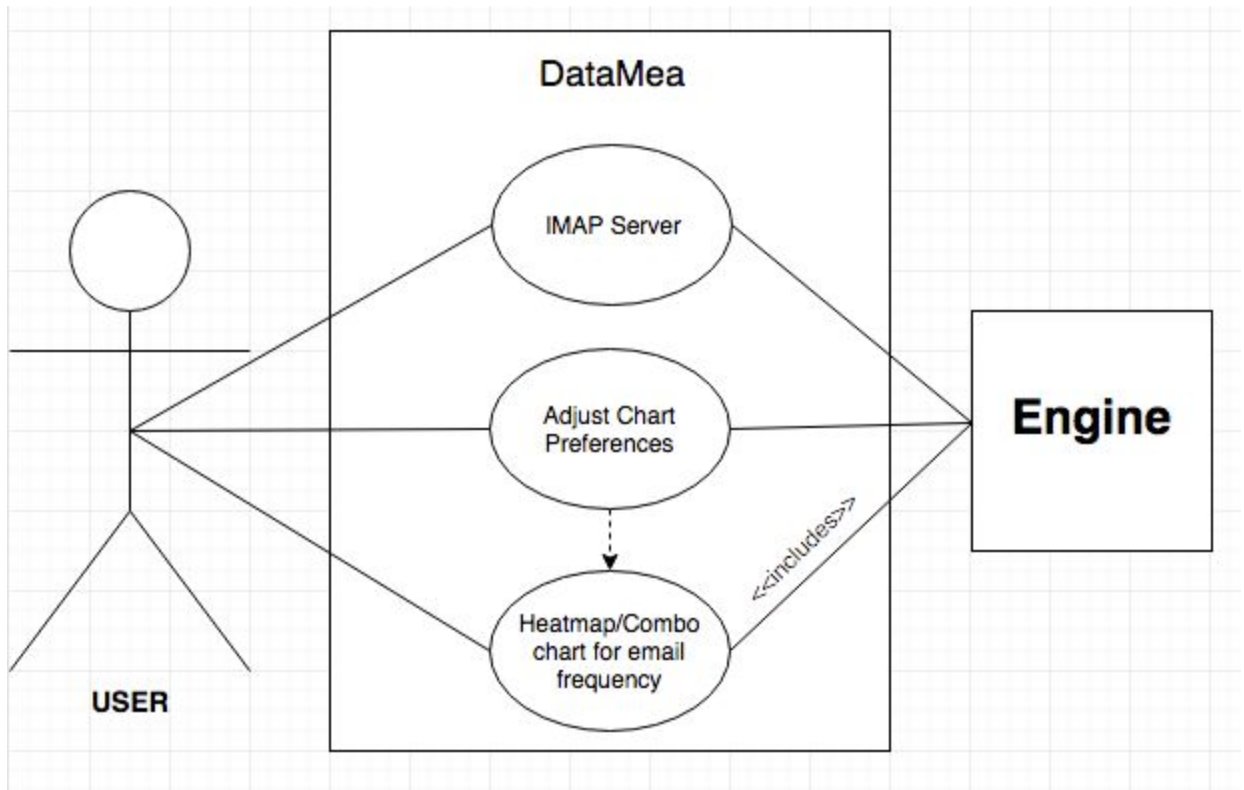 DataMea
IMAP Server
Adjust Chart
Preferences
Engine
<<includes>>
Heatmap/Combo
chart for email
frequency
USER